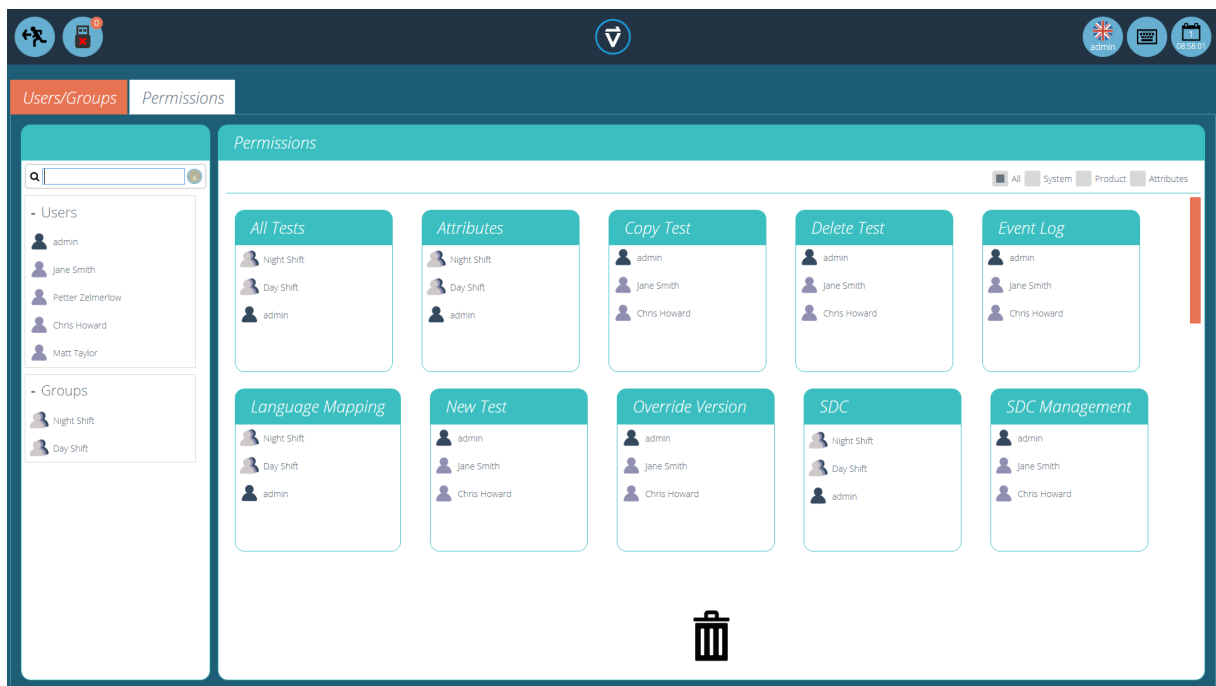 0
admin
1
08:58:01
Users/Groups
Permissions
Permissions
All
System
Product
Attributes
- Users
admin
Jane Smith
Petter Zelmerlow
Chris Howard
Matt Taylor
- Groups
Night Shift
Day Shift
All Tests
Night Shift
Day Shift
admin
Attributes
Night Shift
Day Shift
admin
Copy Test
admin
Jane Smith
Chris Howard
Delete Test
admin
Jane Smith
Chris Howard
Event Log
admin
Jane Smith
Chris Howard
Language Mapping
Night Shift
Day Shift
admin
New Test
admin
Jane Smith
Chris Howard
Override Version
admin
Jane Smith
Chris Howard
SDC
Night Shift
Day Shift
admin
SDC Management
admin
Jane Smith
Chris Howard